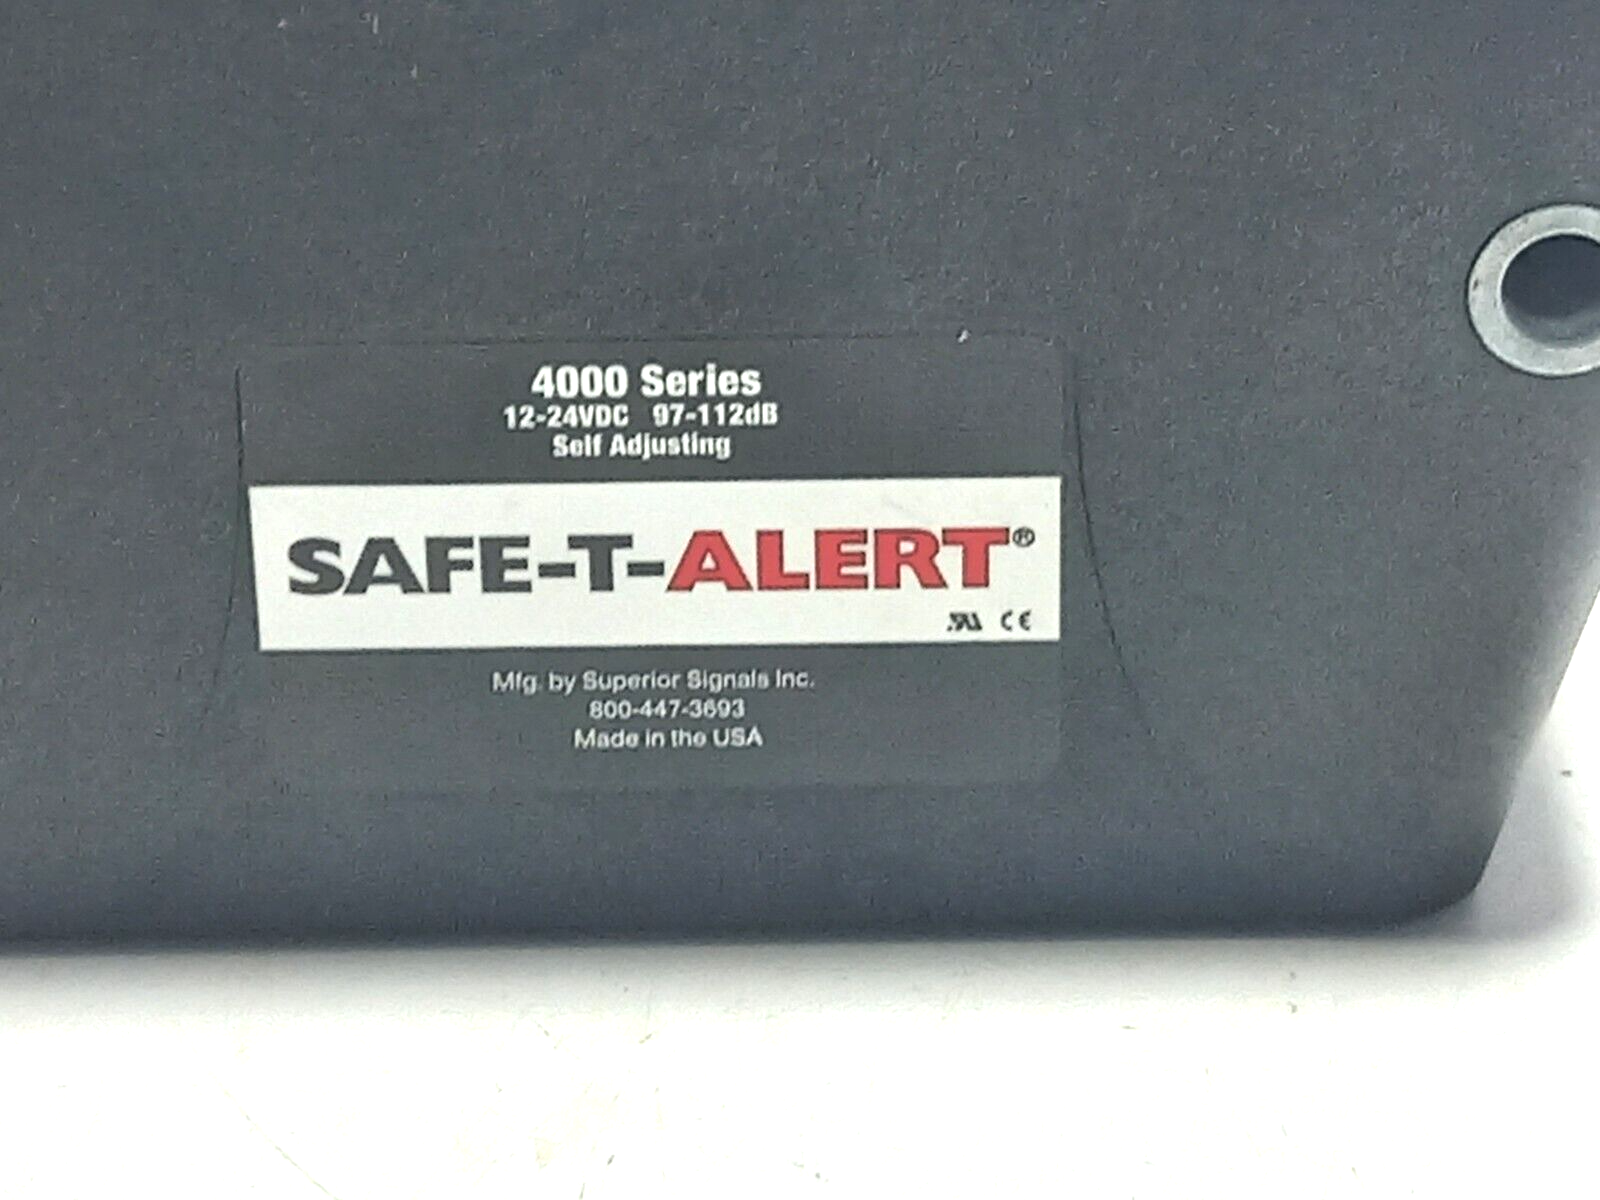 4000 Series
12-24VDC 97-112dB
Self Adjusting
SAFE-T-ALERT®
CE
Mfg. by Superior Signals Inc.
800-447-3693
Made in the USA